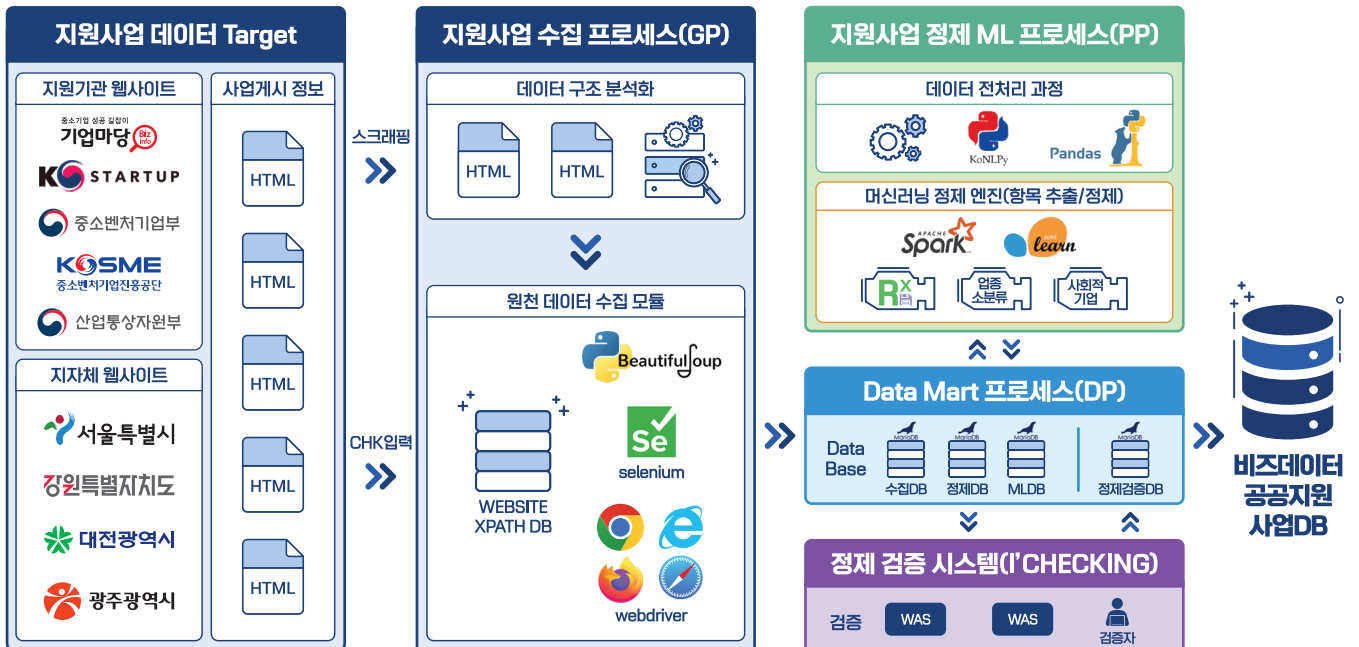 지원사업 데이터 Target
지원기관 웹사이트
중소기업 성공 길잡이
기업마당 Biz info
K STARTUP
중소벤처기업부
KOSME
중소벤처기업진흥공단
산업통상자원부
지자체 웹사이트
서울특별시
강원특별자치도
대전광역시
광주광역시
사업게시 정보
HTML
HTML
HTML
HTML
HTML
스크래핑
CHK입력
지원사업 수집 프로세스(GP)
데이터 구조 분석화
HTML
HTML
원천 데이터 수집 모듈
BeautifulSoup
WEBSITE
XPATH DB
Se
selenium
webdriver
지원사업 정제 ML 프로세스(PP)
데이터 전처리 과정
KoNLPy
Pandas
머신러닝 정제 엔진(항목 추출/정제)
APACHE
Spark
learn
RX
업종
소분류
사회적
기업
Data Mart 프로세스(DP)
Data
Base
MariaDB
수집DB
MariaDB
정제DB
MariaDB
MLDB
MariaDB
정제검증DB
정제 검증 시스템(I'CHECKING)
검증
WAS
WAS
검증자
비즈데이터
공공지원
사업DB